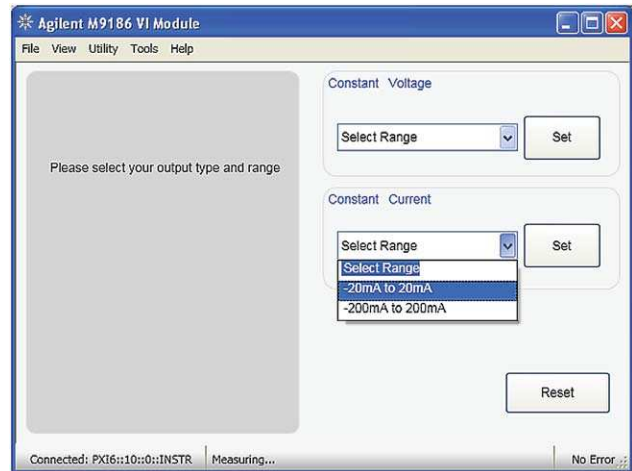 Agilent M9186 VI Module
File View Utility Tools Help
Please select your output type and range
Constant Voltage
Select Range
Set
Constant Current
Select Range
Set
Select Range
-20mA to 20mA
-200mA to 200mA
Reset
Connected: PXI6::10::0::INSTR
Measuring...
No Error